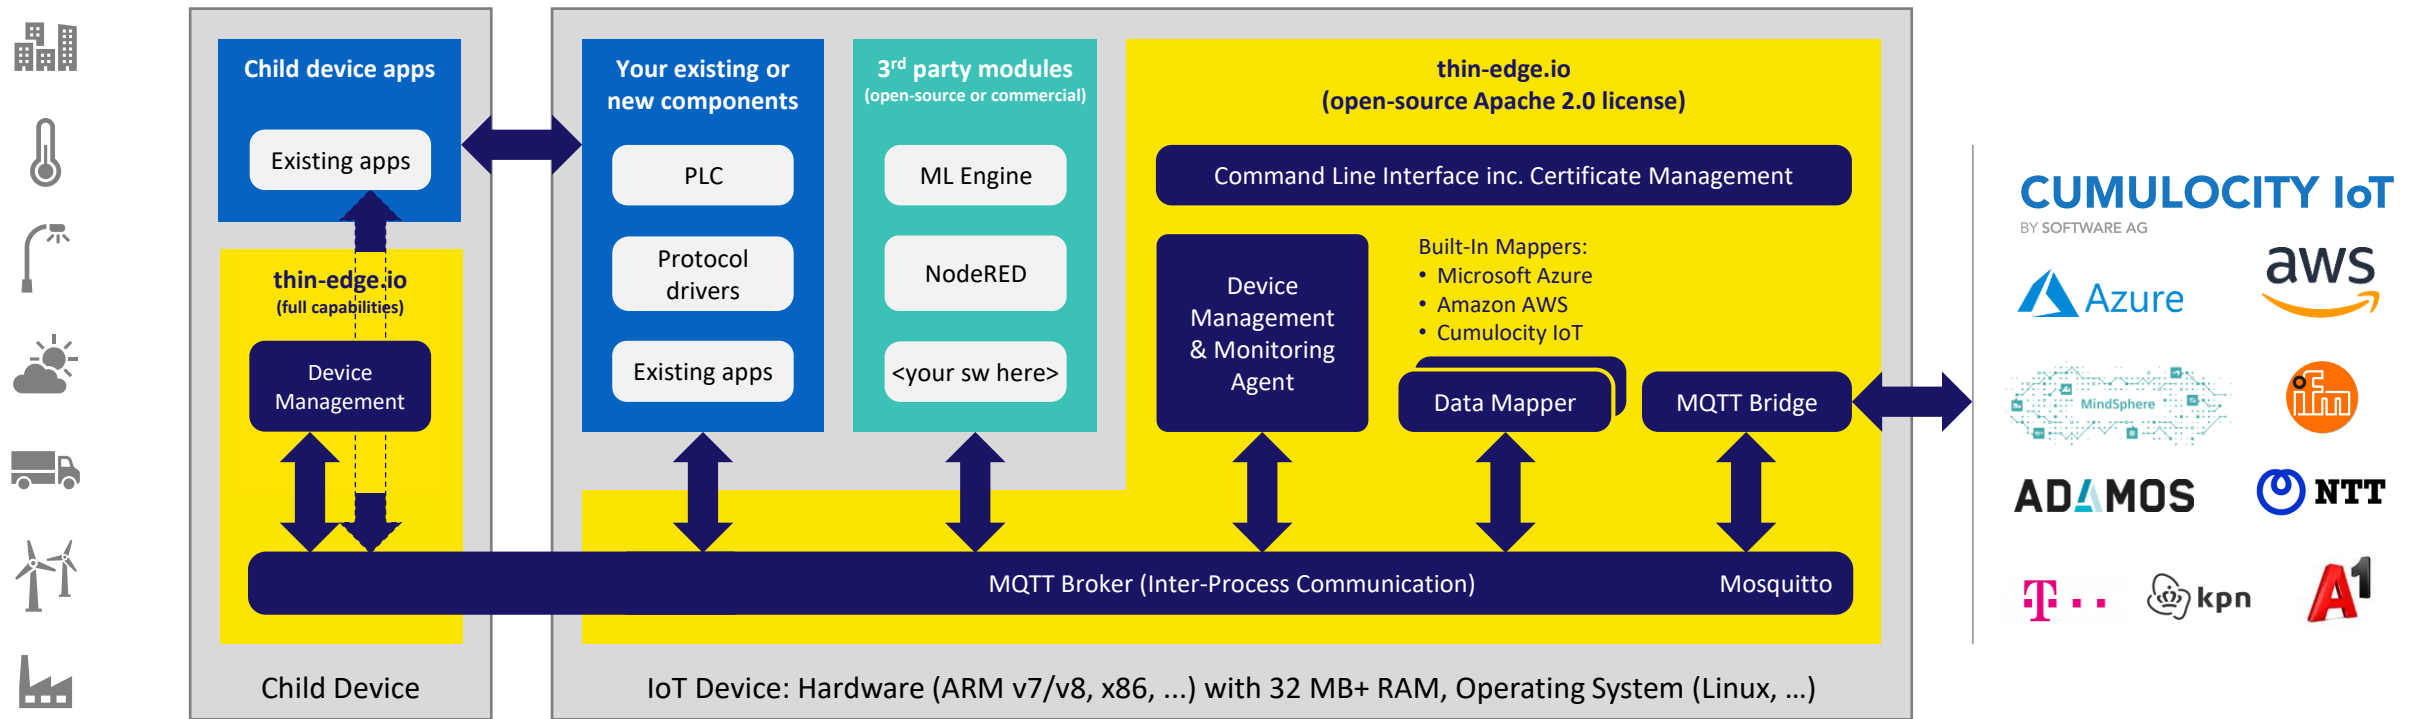 Child device apps
Existing apps
thin-edge.io
(full capabilities)
Device
Management
Child Device
Your existing or
new components
PLC
Protocol
drivers
Existing apps
3rd party modules
(open-source or commercial)
ML Engine
NodeRED
<your sw here>
thin-edge.io
(open-source Apache 2.0 license)
Command Line Interface inc. Certificate Management
Device
Management
& Monitoring
Agent
Built-In Mappers:
• Microsoft Azure
• Amazon AWS
• Cumulocity IoT
Data Mapper
MQTT Bridge
MQTT Broker (Inter-Process Communication)
Mosquitto
IoT Device: Hardware (ARM v7/v8, x86, ...) with 32 MB+ RAM, Operating System (Linux, …)
CUMULOCITY IoT
BY SOFTWARE AG
Azure
aws
MindSphere
ifm
ADAMOS
NTT
T
kpn
A1